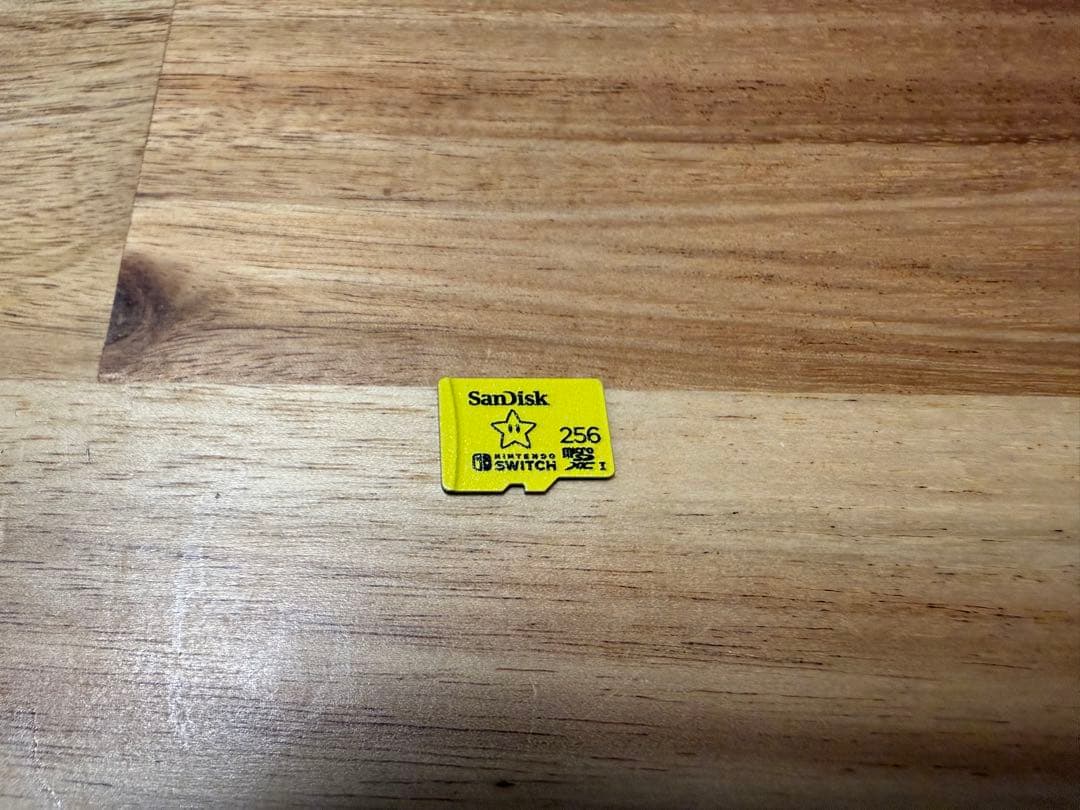 SanDisk
256
NINTENDO
SWITCH
micro
SD
XC I